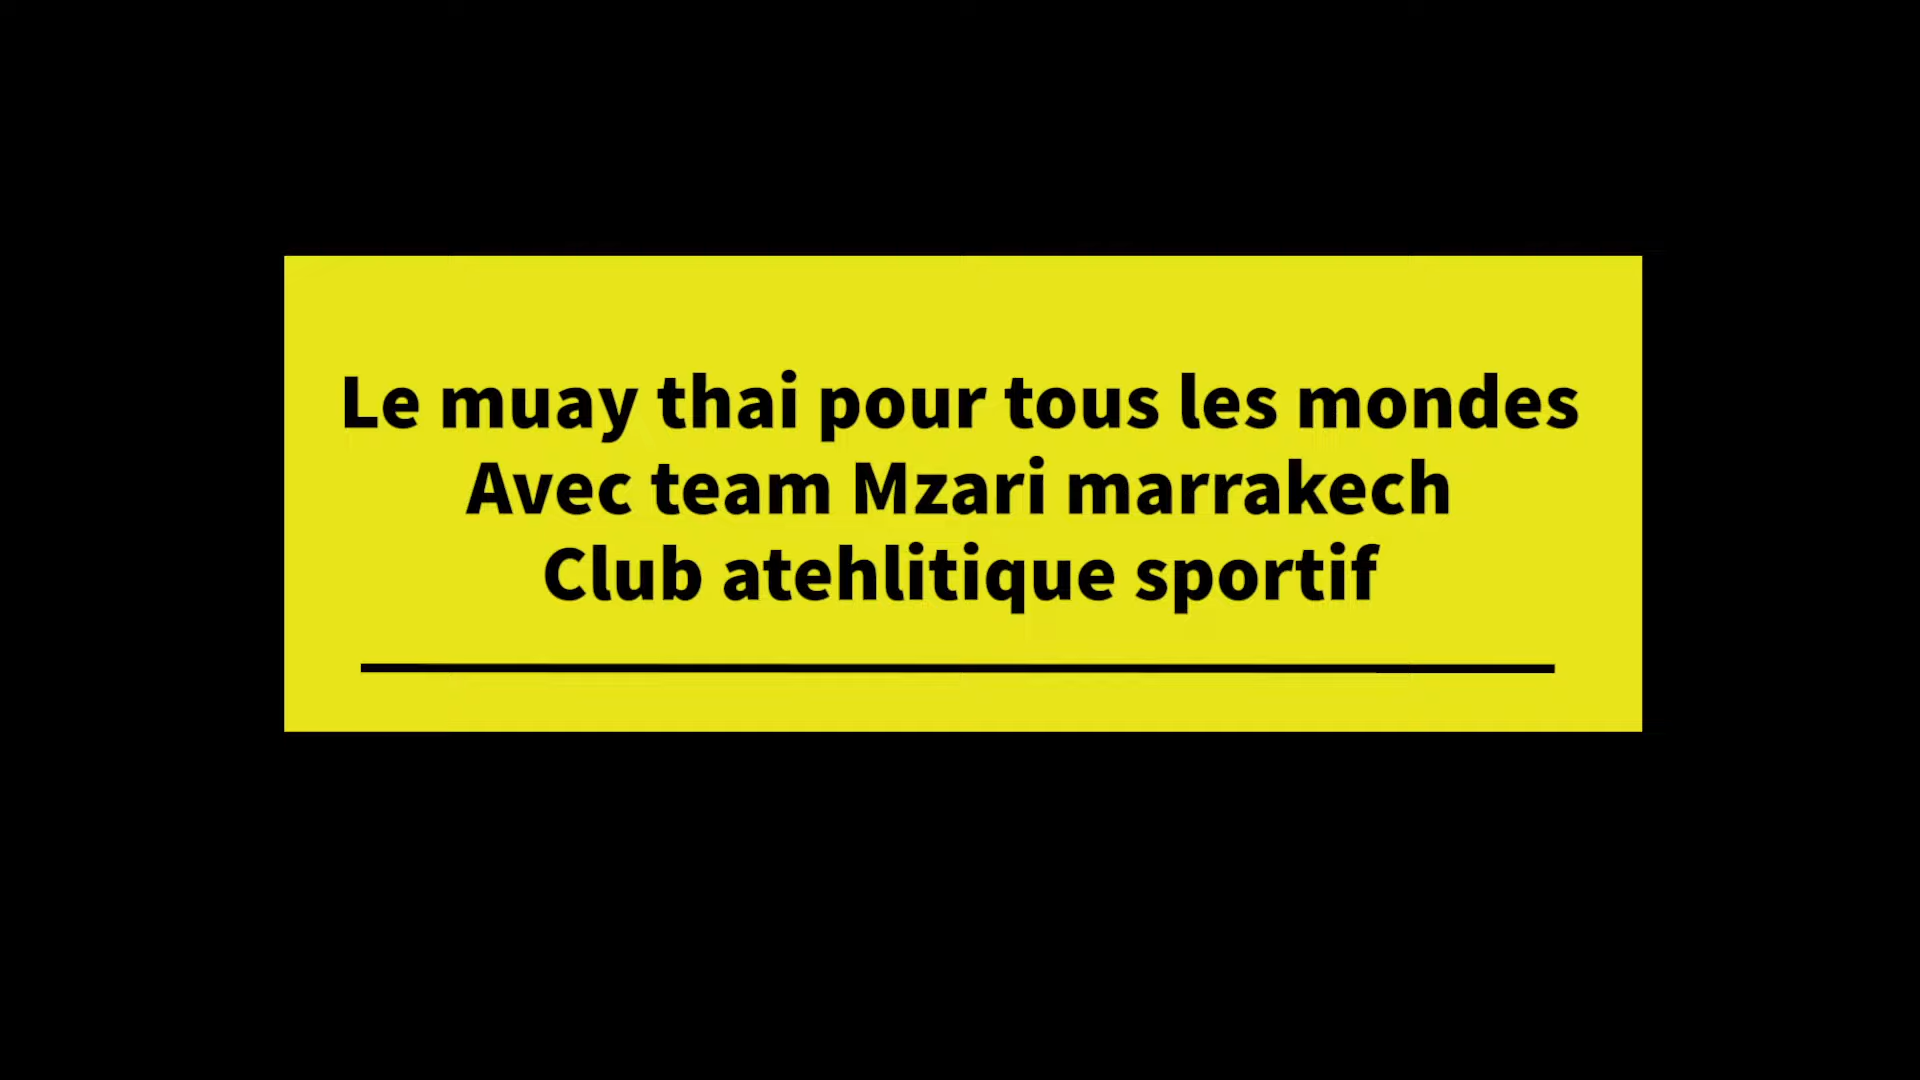 Le muay thai pour tous les mondes
Avec team Mzari marrakech
Club atehlitique sportif